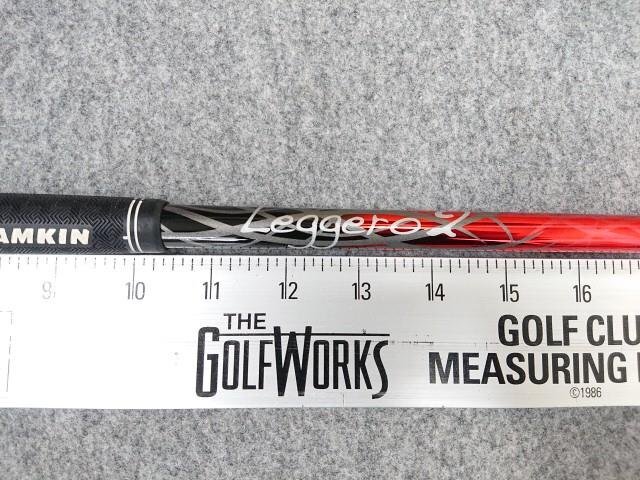 AMKIN
Leggero 2
9 10 11 12 13 14 15 16
THE
GOLFWORKS
GOLF CLU
MEASURING
©1986